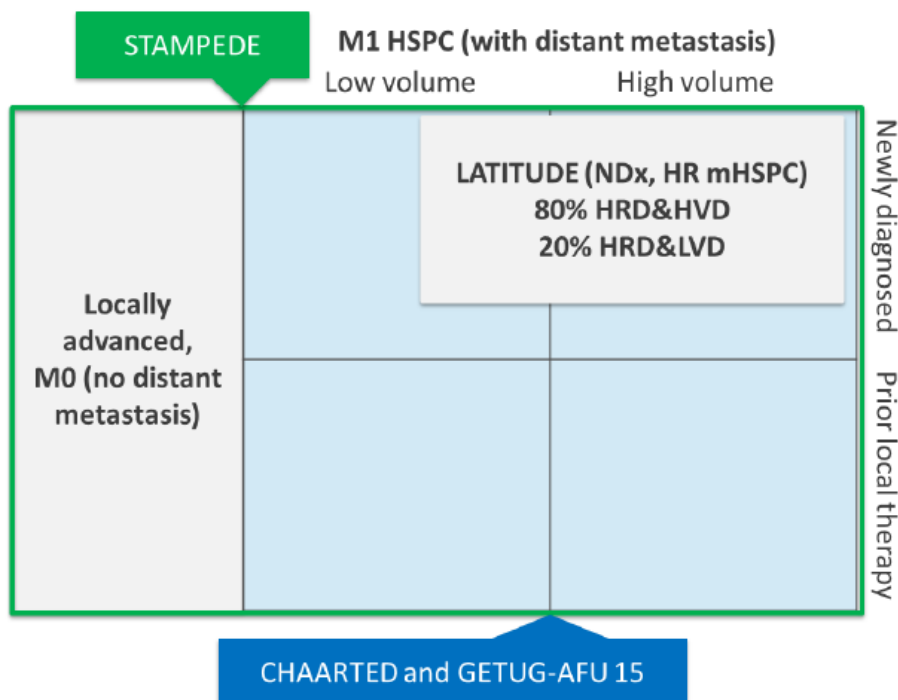 STAMPEDE
M1 HSPC (with distant metastasis)
Low volume
High volume
LATITUDE (NDx, HR mHSPC)
80% HRD&HVD
20% HRD&LVD
Newly diagnosed
Locally
advanced,
M0 (no distant
metastasis)
Prior local therapy
CHAARTED and GETUG-AFU 15